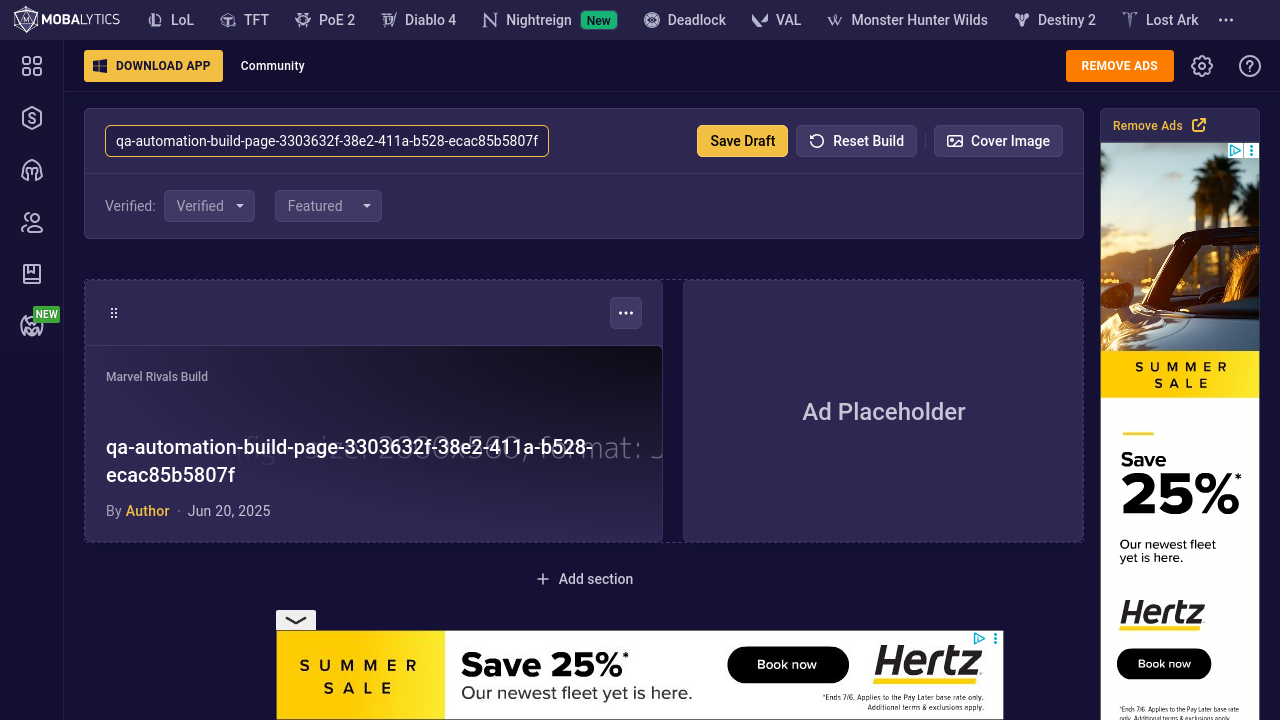 MOBALYTICS
LoL
TFT
PoE 2
Diablo 4
Nightreign
New
Deadlock
VAL
Monster Hunter Wilds
Destiny 2
Lost Ark
DOWNLOAD APP
Community
REMOVE ADS
qa-automation-build-page-3303632f-38e2-411a-b528-ecac85b5807f
Save Draft
Reset Build
Cover Image
Verified:
Verified
Featured
NEW
Marvel Rivals Build
qa-automation-build-page-3303632f-38e2-411a-b528-
ecac85b5807f
By Author · Jun 20, 2025
Ad Placeholder
Add section
Remove Ads
SUMMER
SALE
Save
25%*
Our newest fleet
yet is here.
Hertz
Book now
*Ends 7/6. Applies to the Pay Later base rate
only. Additional terms & exclusions apply.
SUMMER
SALE
Save 25%*
Our newest fleet yet is here.
Book now
Hertz
*Ends 7/6. Applies to the Pay Later base rate only.
Additional terms & exclusions apply.